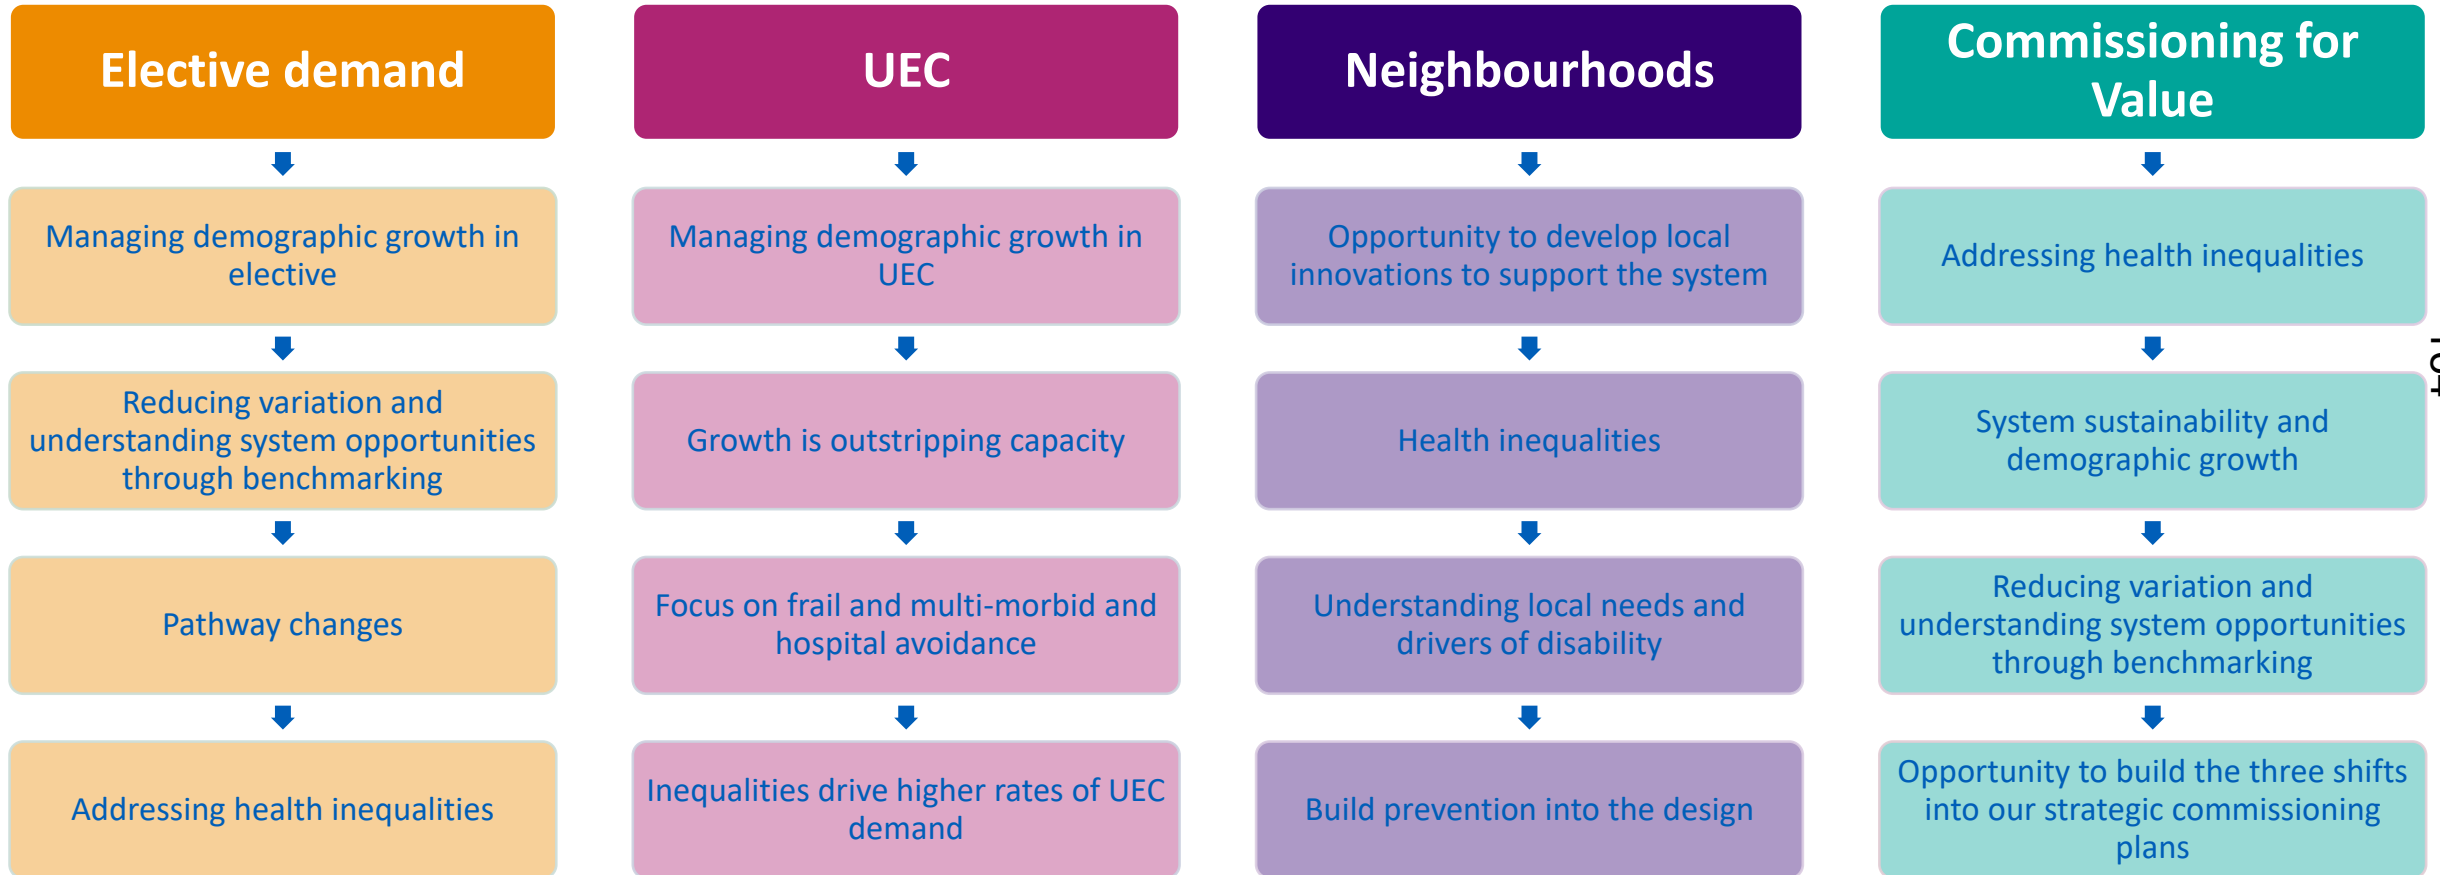 Elective demand
Managing demographic growth in
elective
Reducing variation and
understanding system opportunities
through benchmarking
Pathway changes
Addressing health inequalities
UEC
Managing demographic growth in
UEC
Growth is outstripping capacity
Focus on frail and multi-morbid and
hospital avoidance
Inequalities drive higher rates of UEC
demand
Neighbourhoods
Opportunity to develop local
innovations to support the system
Health inequalities
Understanding local needs and
drivers of disability
Build prevention into the design
Commissioning for
Value
Addressing health inequalities
System sustainability and
demographic growth
Reducing variation and
understanding system opportunities
through benchmarking
Opportunity to build the three shifts
into our strategic commissioning
plans